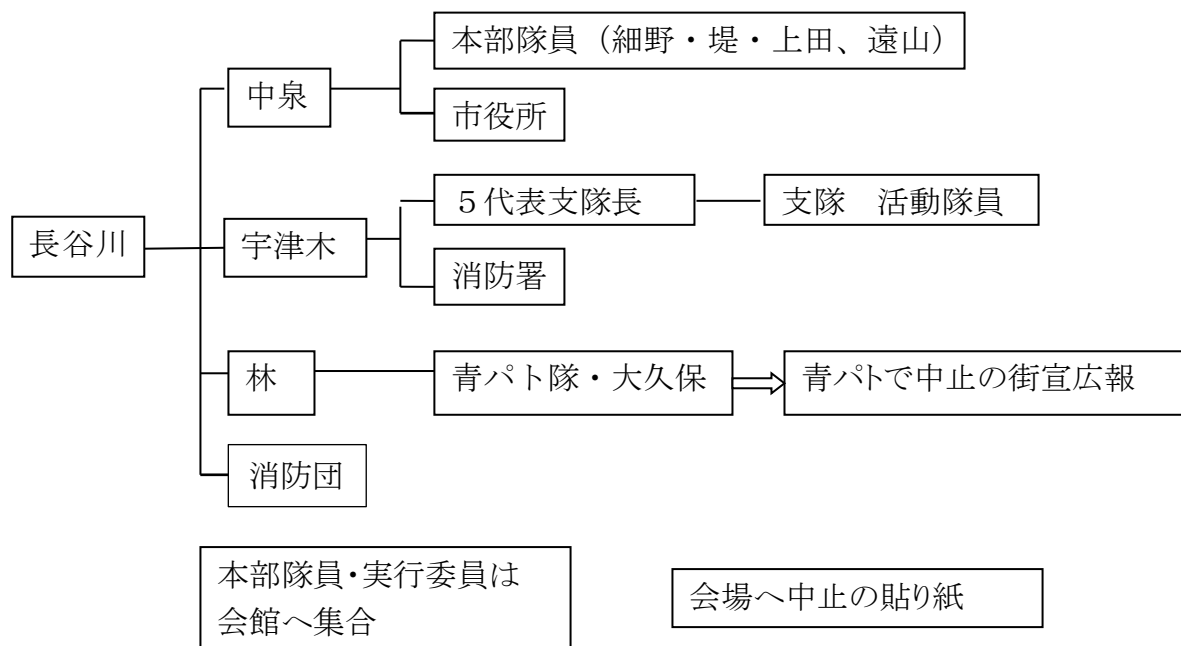 本部隊員（細野・堤・上田、遠山）
中泉
市役所
５代表支隊長
支隊　活動隊員
長谷川
宇津木
消防署
林
青パト隊・大久保
青パトで中止の街宣広報
消防団
本部隊員・実行委員は
会館へ集合
会場へ中止の貼り紙